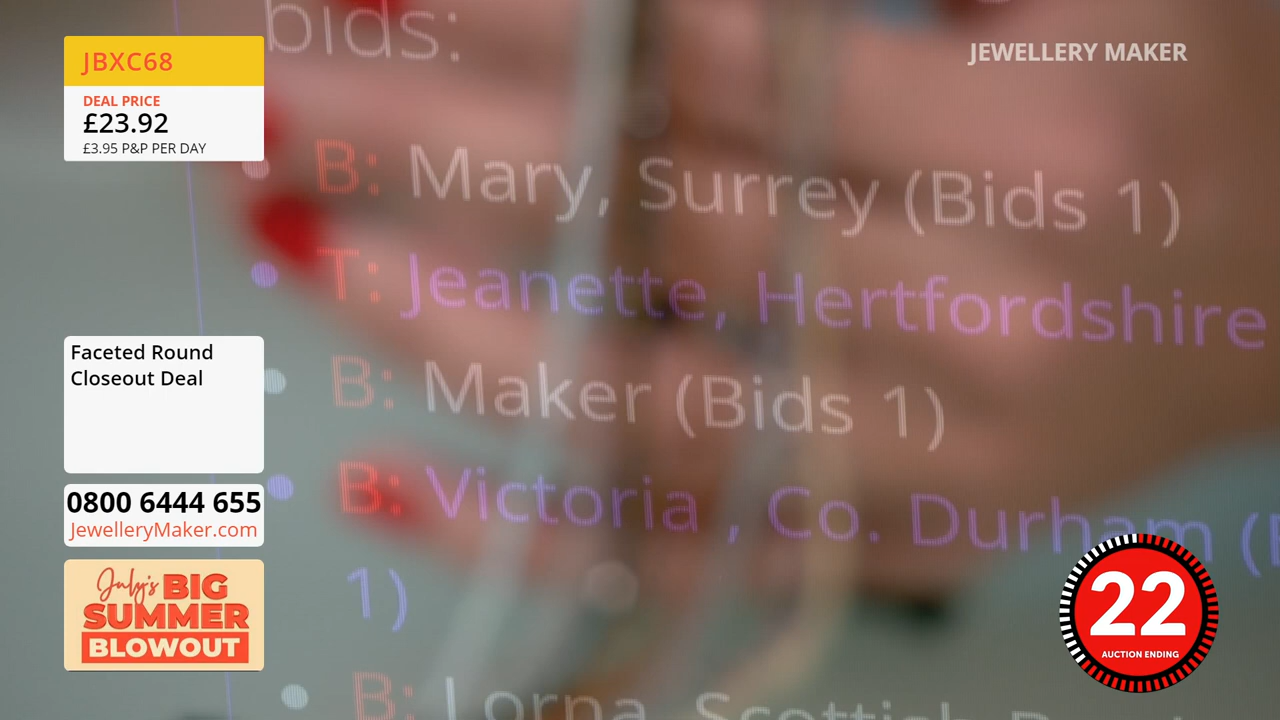 bids:
JBXC68
JEWELLERY MAKER
DEAL PRICE
£23.92
£3.95 P&P PER DAY
B: Mary, Surrey (Bids 1)
T: Jeanette, Hertfordshire
B: Maker (Bids 1)
Faceted Round
Closeout Deal
B: Victoria , Co. Durham (
1)
0800 6444 655
JewelleryMaker.com
July's BIG
SUMMER
BLOWOUT
22
AUCTION ENDING
B: Lorna, Scottish